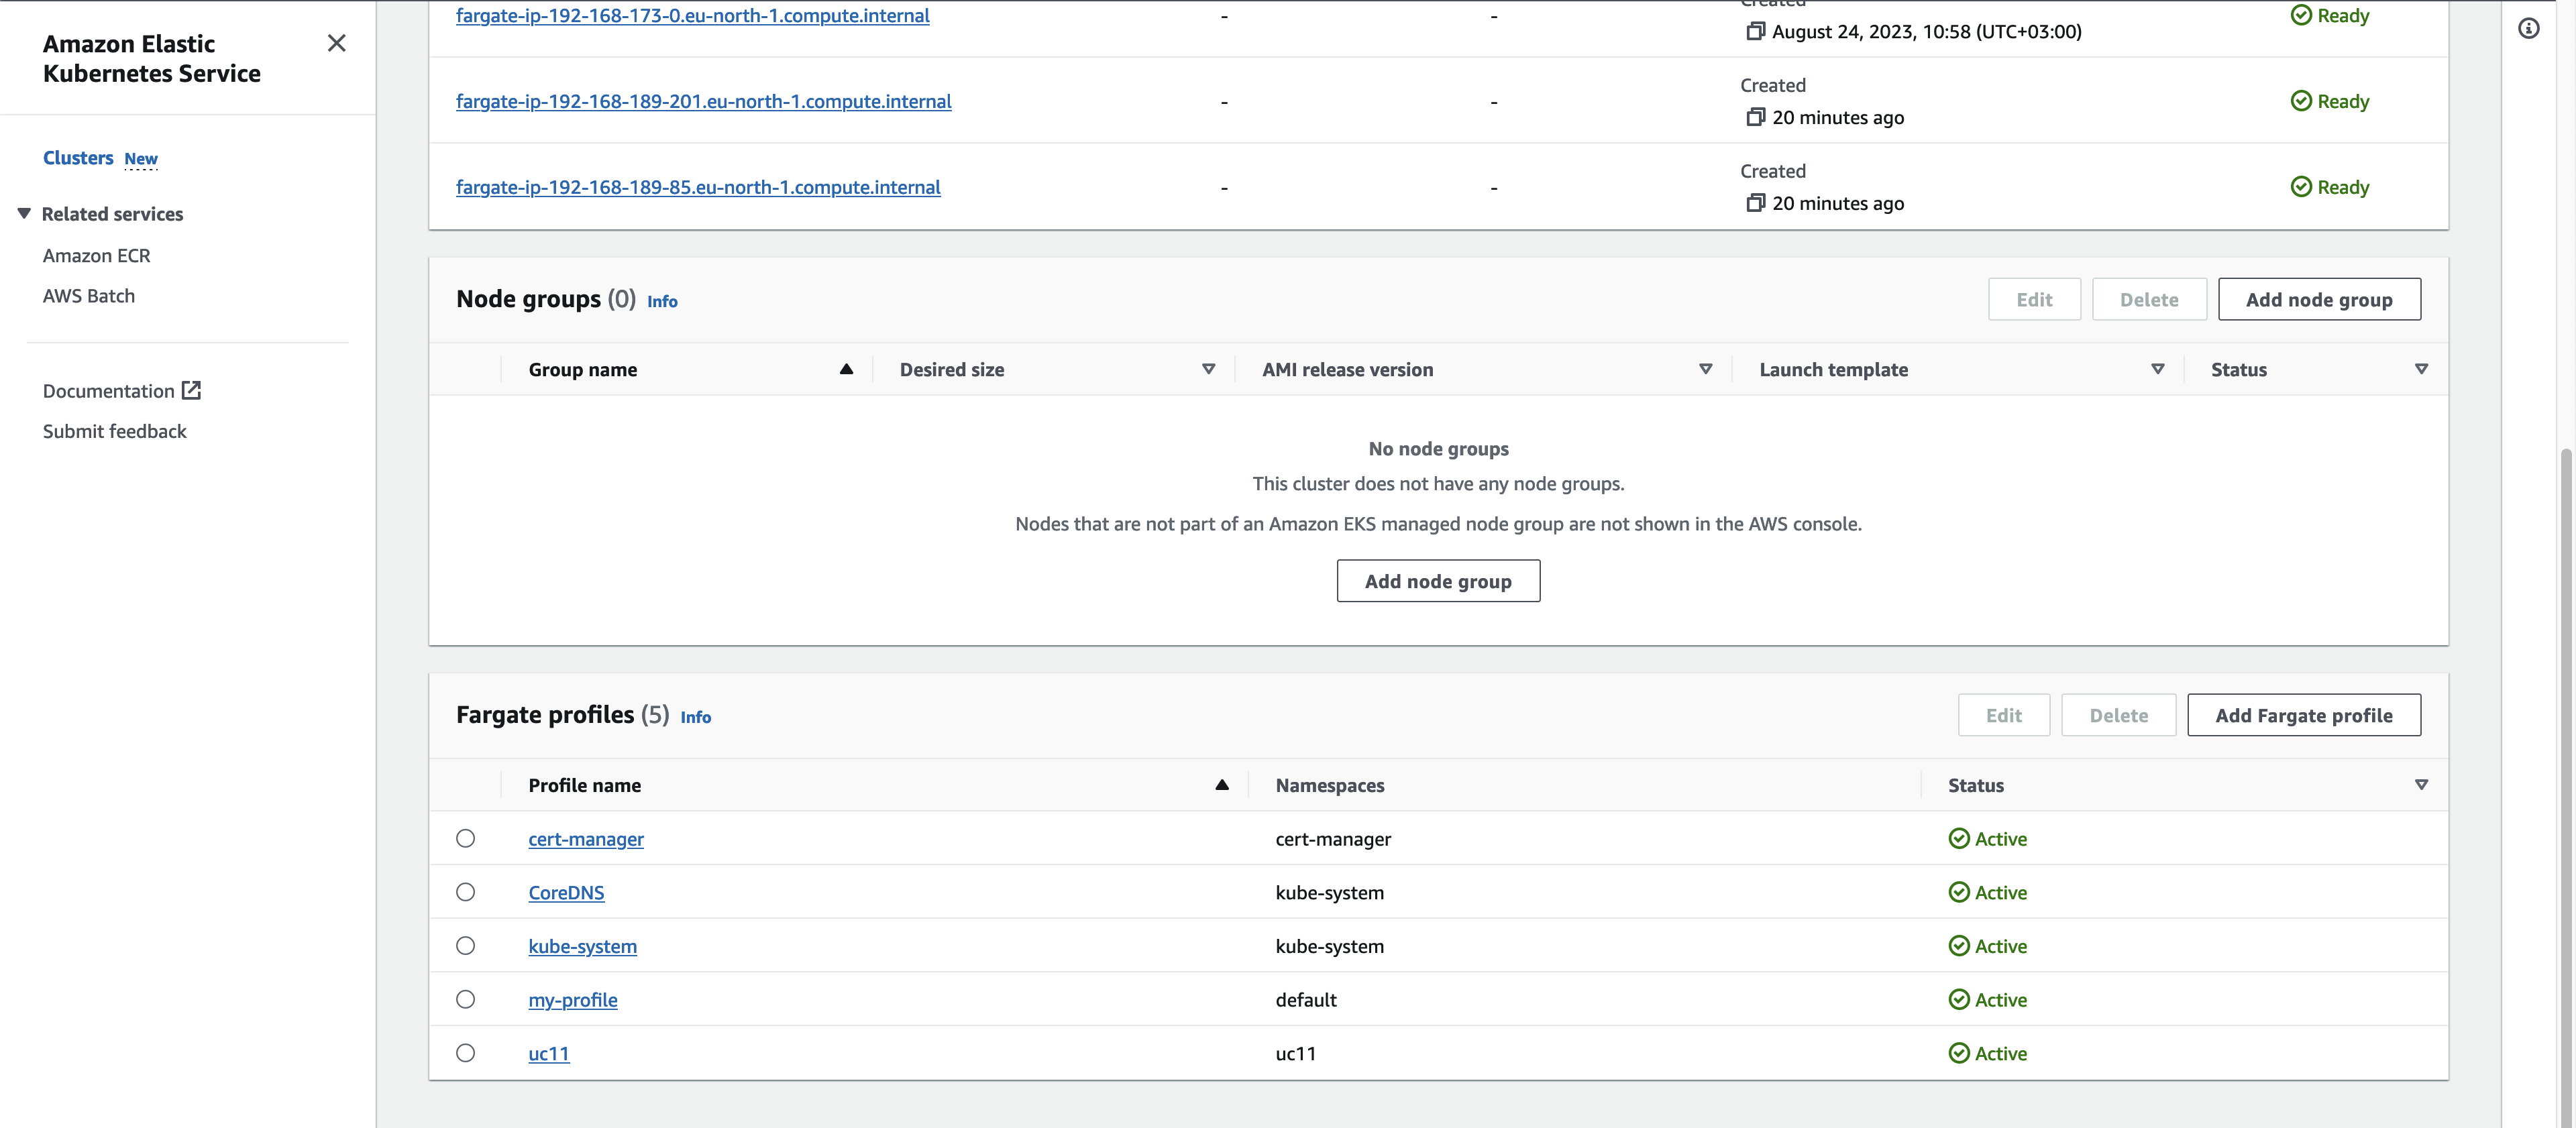 Amazon Elastic
Kubernetes Service
Clusters New
Related services
Amazon ECR
AWS Batch
Documentation
Submit feedback
fargate-ip-192-168-173-0.eu-north-1.compute.internal - - Created Ready
August 24, 2023, 10:58 (UTC+03:00)
Created
fargate-ip-192-168-189-201.eu-north-1.compute.internal - - Ready
20 minutes ago
Created
fargate-ip-192-168-189-85.eu-north-1.compute.internal - - Ready
20 minutes ago
Node groups (0) Info Edit Delete Add node group
Group name Desired size AMI release version Launch template Status
No node groups
This cluster does not have any node groups.
Nodes that are not part of an Amazon EKS managed node group are not shown in the AWS console.
Add node group
Fargate profiles (5) Info Edit Delete Add Fargate profile
Profile name Namespaces Status
cert-manager cert-manager Active
CoreDNS kube-system Active
kube-system kube-system Active
my-profile default Active
uc11 uc11 Active